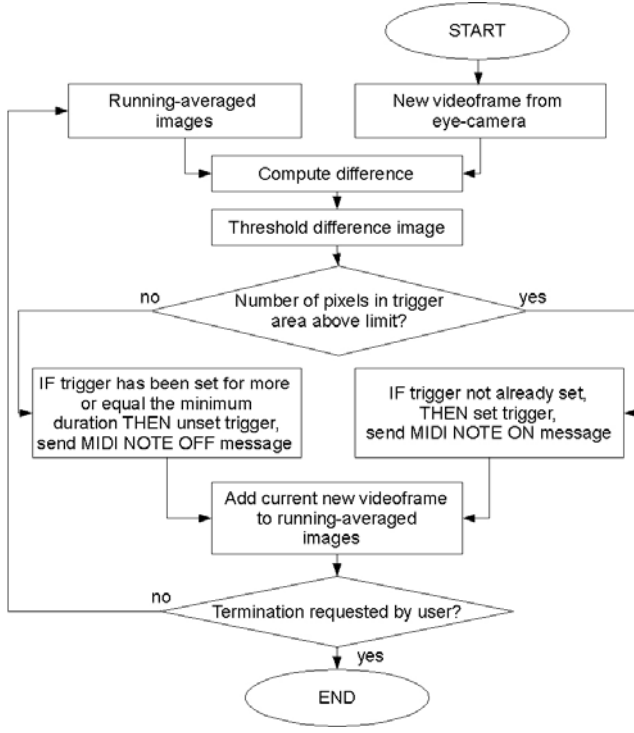 START
Running-averaged
images
New videoframe from
eye-camera
Compute difference
Threshold difference image
no
Number of pixels in trigger
area above limit?
yes
IF trigger has been set for more
or equal the minimum
duration THEN unset trigger,
send MIDI NOTE OFF message
IF trigger not already set,
THEN set trigger,
send MIDI NOTE ON message
Add current new videoframe
to running-averaged
images
no
Termination requested by user?
yes
END